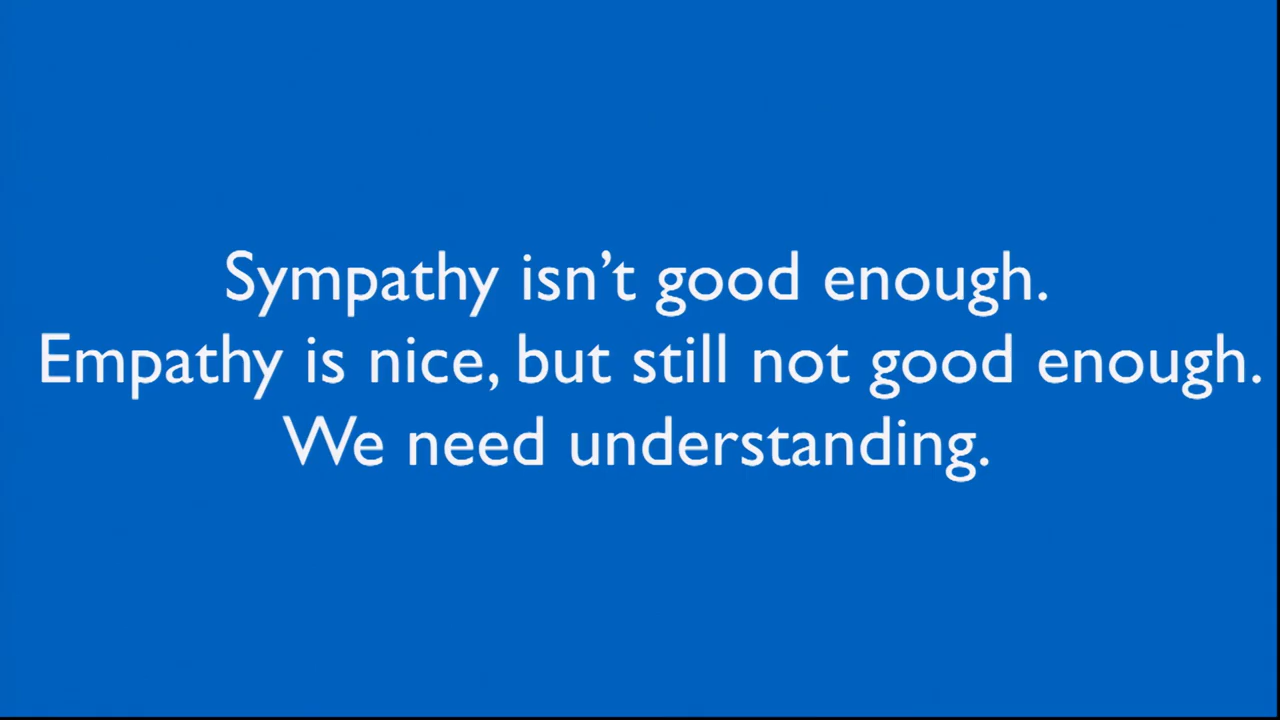 Sympathy isn’t good enough.
Empathy is nice, but still not good enough.
We need understanding.